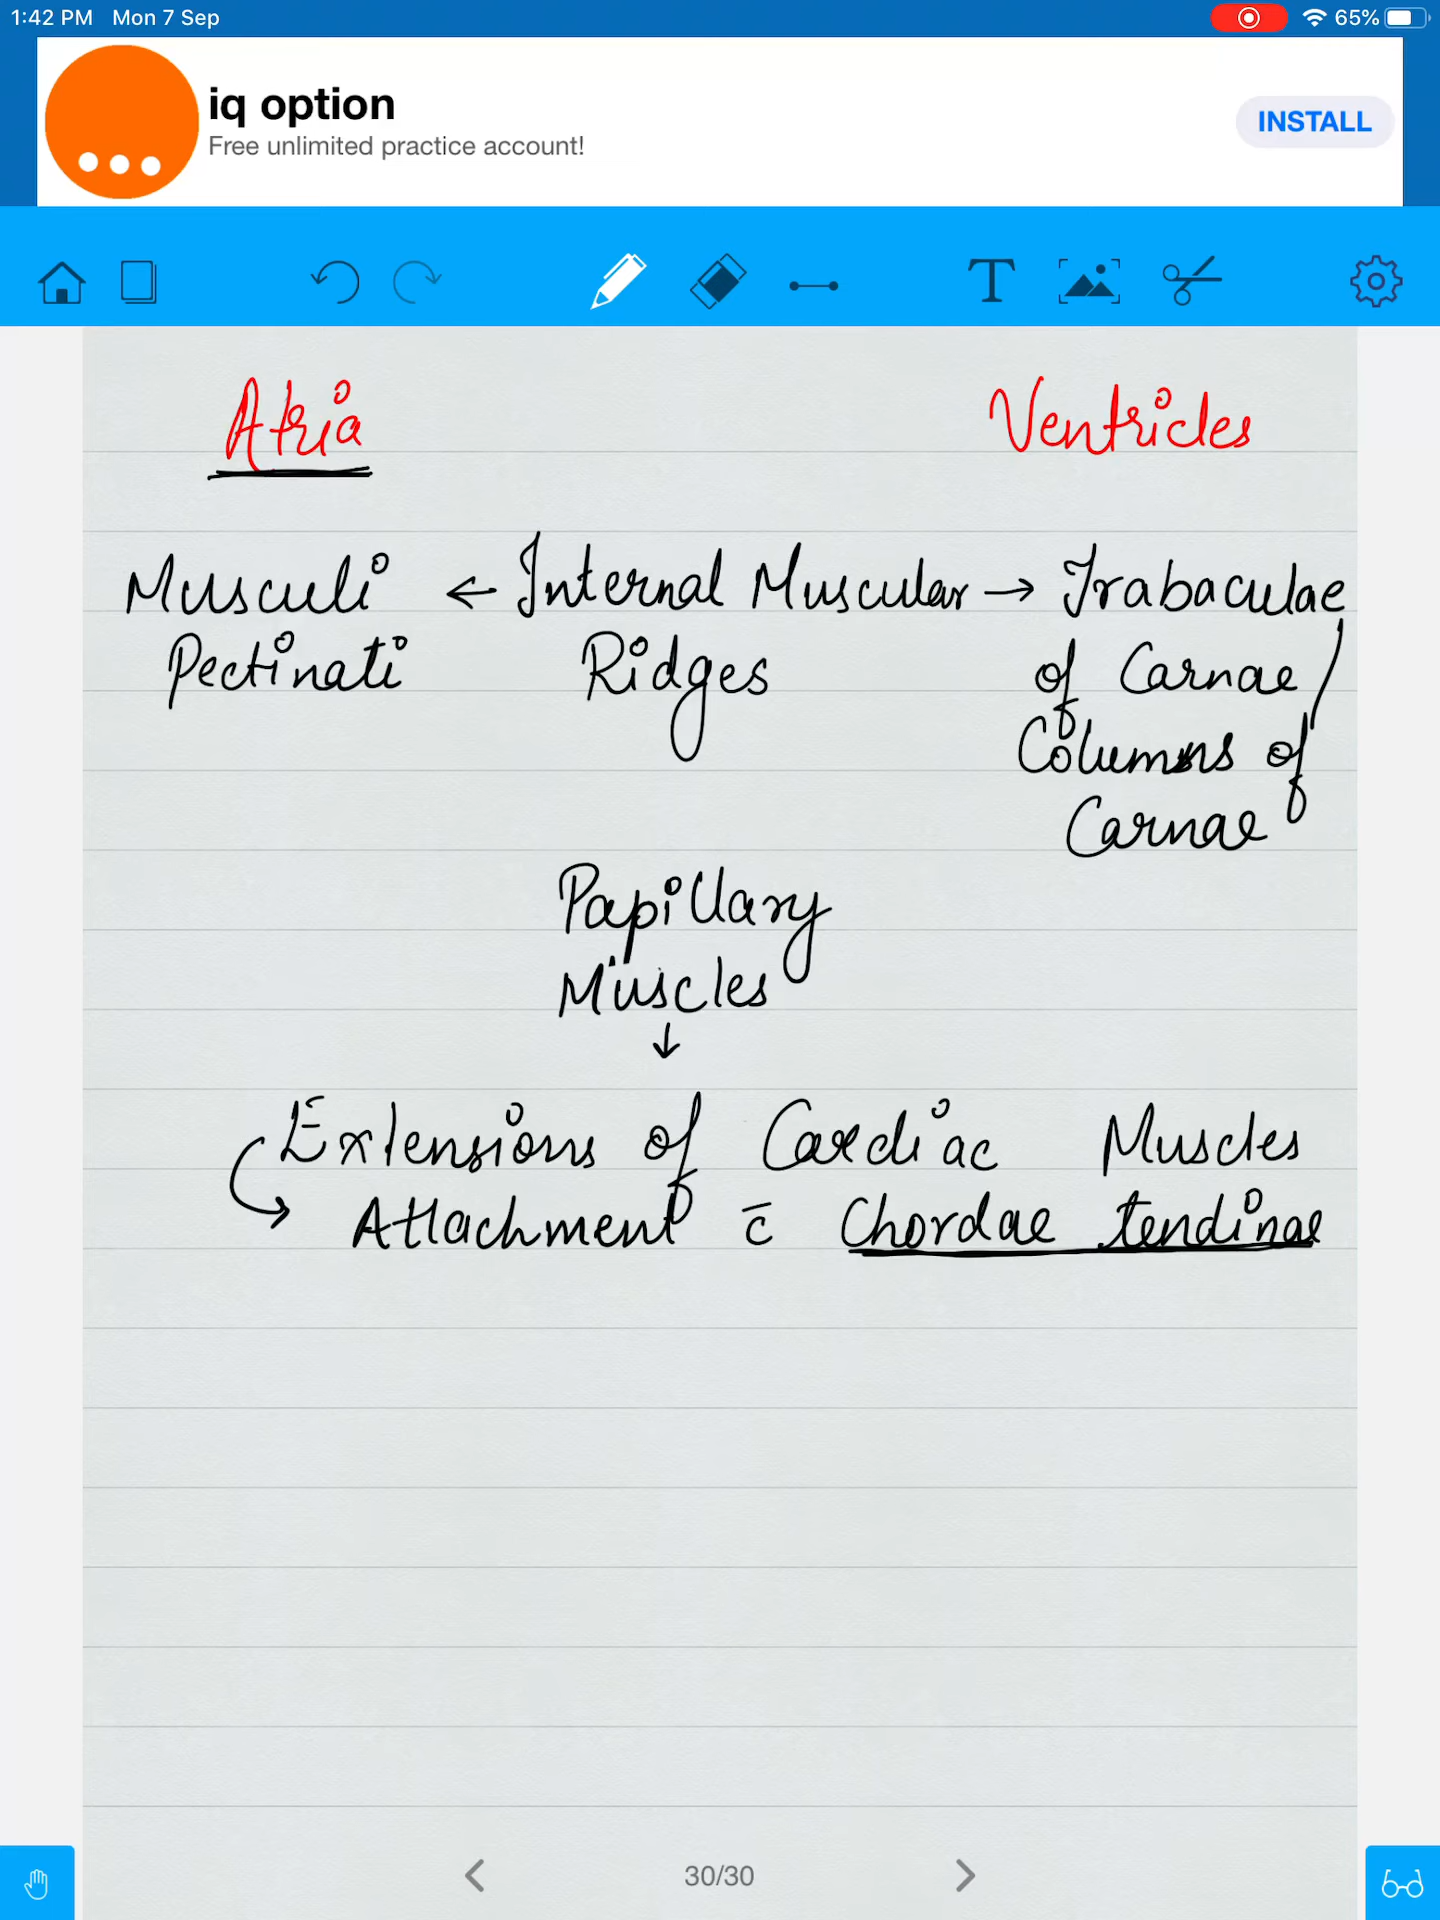 1:42 PM Mon 7 Sep 65%
iq option
Free unlimited practice account!
INSTALL
T
Atria Ventricles
Musculi ← Internal Muscular → Trabaculae
Pectinati Ridges of Carnae /
Columns of
Carnae
Papillary
Muscles
↓
Extensions of Cardiac Muscles
Attachment c̄ Chordae tendinae
30/30